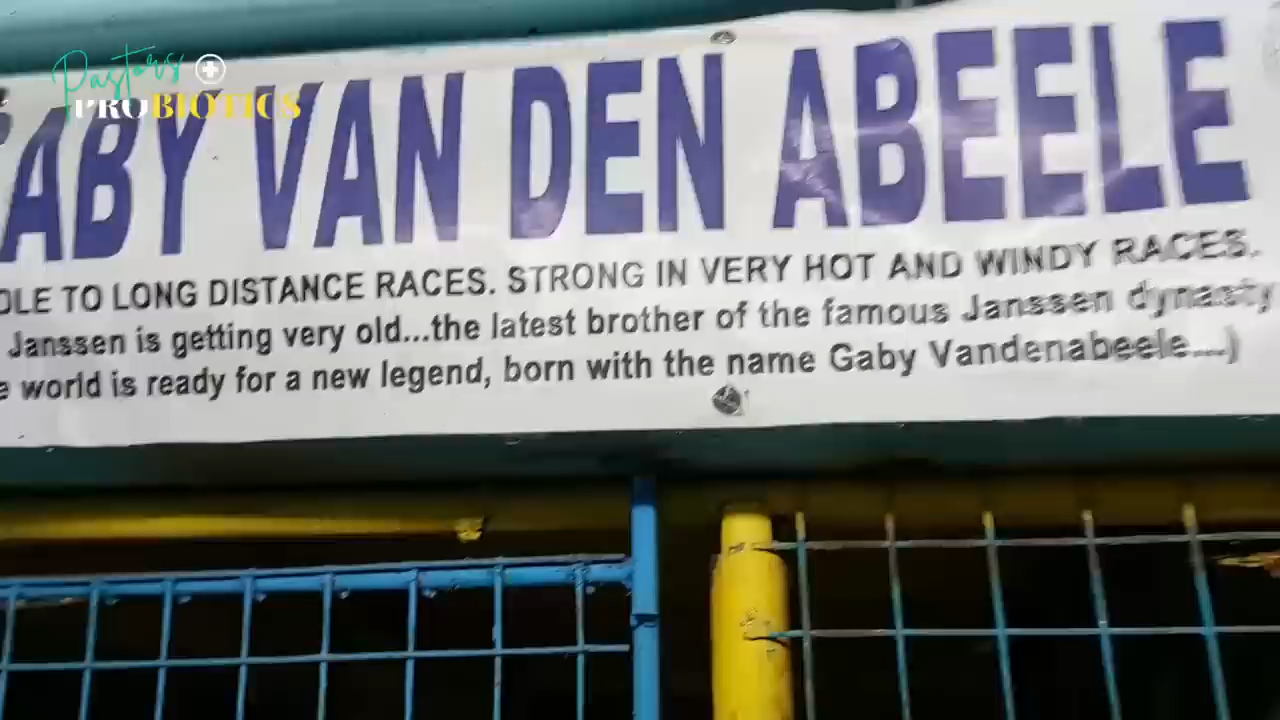 Pastors
PROBIOTICS
GABY VAN DEN ABEELE
DLE TO LONG DISTANCE RACES. STRONG IN VERY HOT AND WINDY RACES.
Janssen is getting very old...the latest brother of the famous Janssen dynasty
e world is ready for a new legend, born with the name Gaby Vandenabeele...)